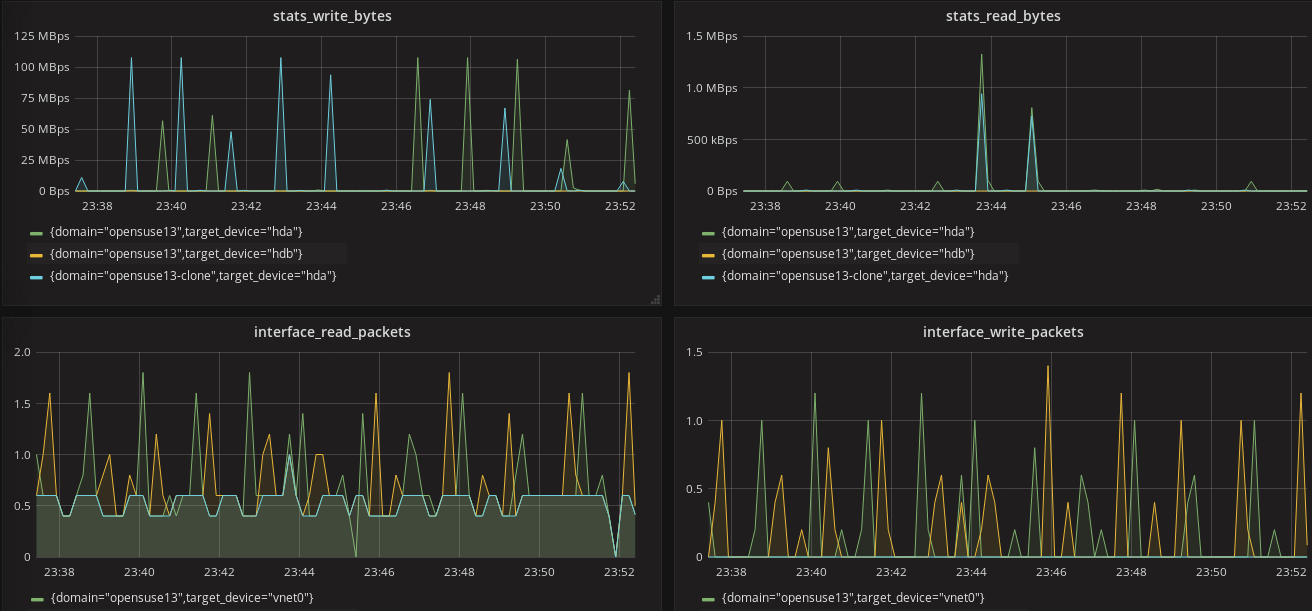 stats_write_bytes
125 MBps
100 MBps
75 MBps
50 MBps
25 MBps
0 Bps
23:38 23:40 23:42 23:44 23:46 23:48 23:50 23:52
{domain="opensuse13",target_device="hda"}
{domain="opensuse13",target_device="hdb"}
{domain="opensuse13-clone",target_device="hda"}
stats_read_bytes
1.5 MBps
1.0 MBps
500 kBps
0 Bps
23:38 23:40 23:42 23:44 23:46 23:48 23:50 23:52
{domain="opensuse13",target_device="hda"}
{domain="opensuse13",target_device="hdb"}
{domain="opensuse13-clone",target_device="hda"}
interface_read_packets
2.0
1.5
1.0
0.5
0
23:38 23:40 23:42 23:44 23:46 23:48 23:50 23:52
{domain="opensuse13",target_device="vnet0"}
interface_write_packets
1.5
1.0
0.5
0
23:38 23:40 23:42 23:44 23:46 23:48 23:50 23:52
{domain="opensuse13",target_device="vnet0"}